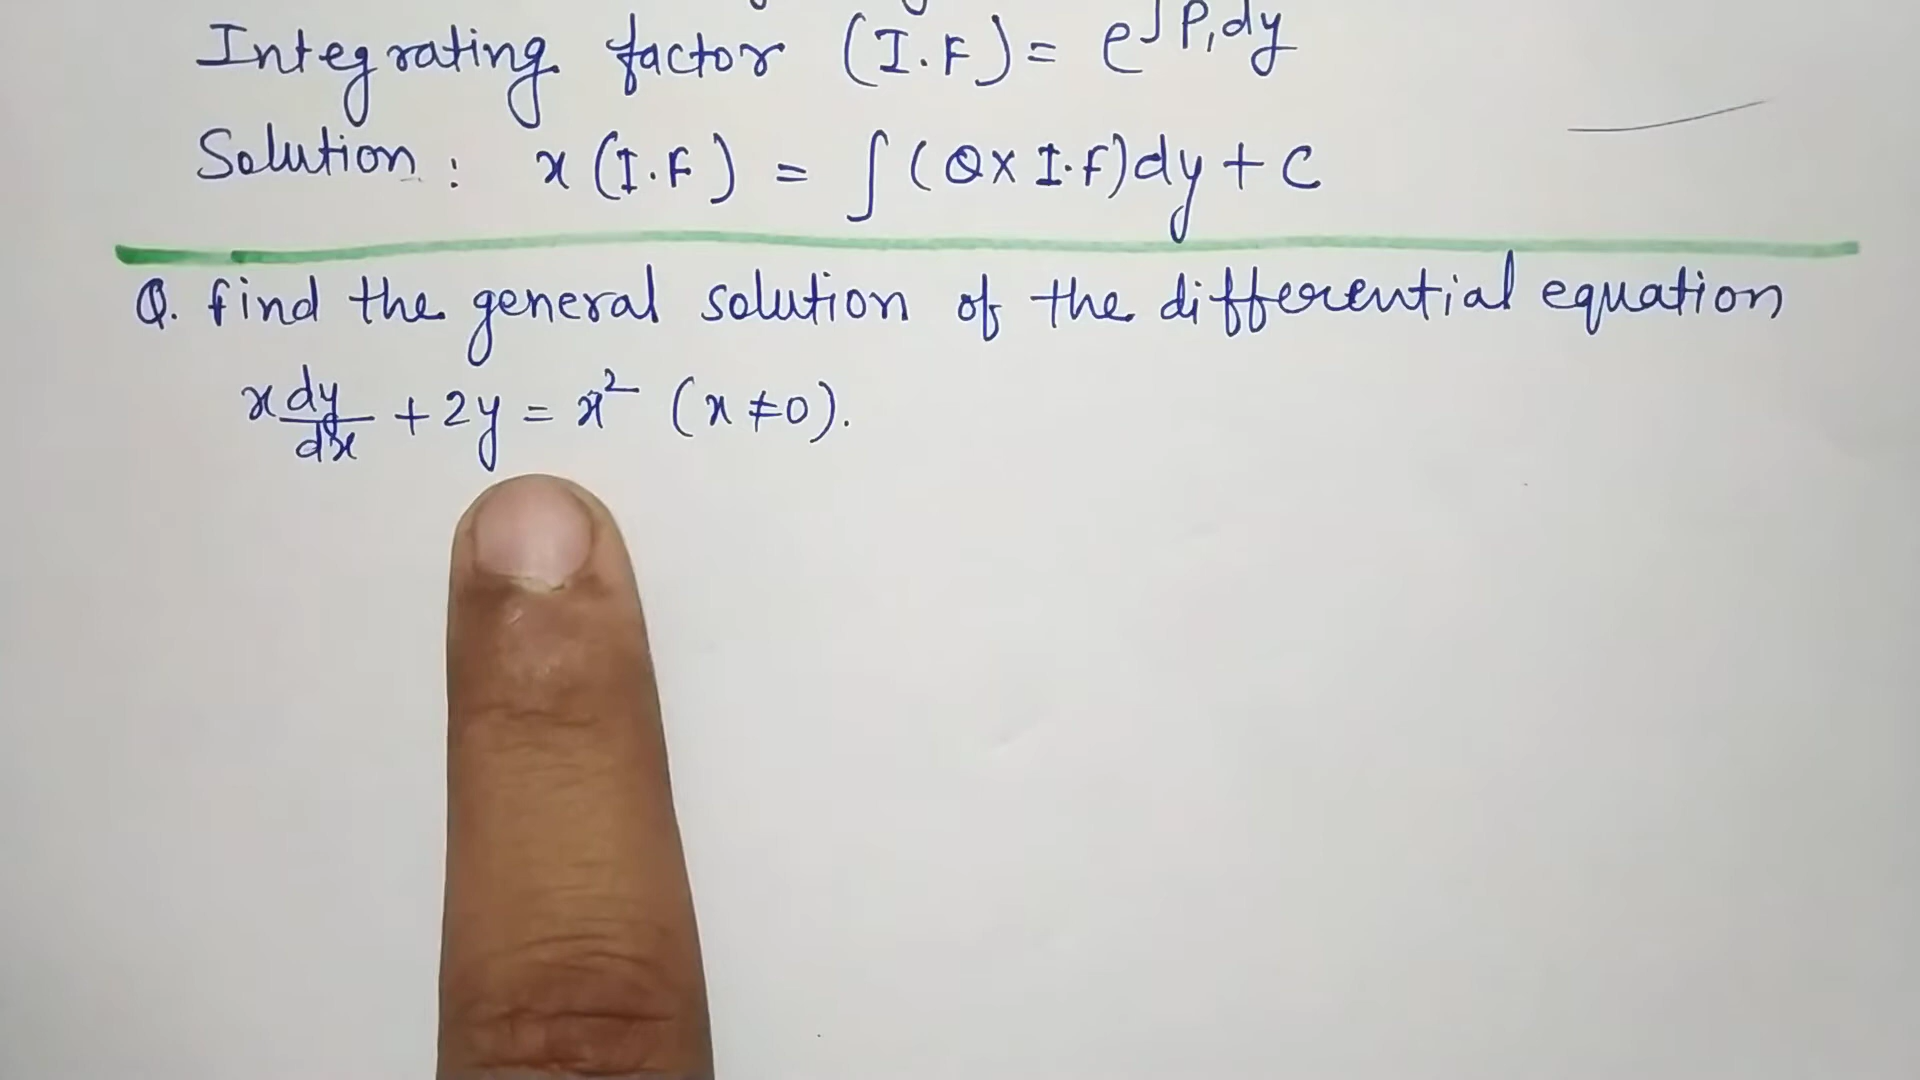 Integrating factor (I.F) = e^∫P₁dy
Solution : x (I.F) = ∫(Q× I.F)dy + C
Q. find the general solution of the differential equation
x dy/dx + 2y = x² (x ≠ 0).